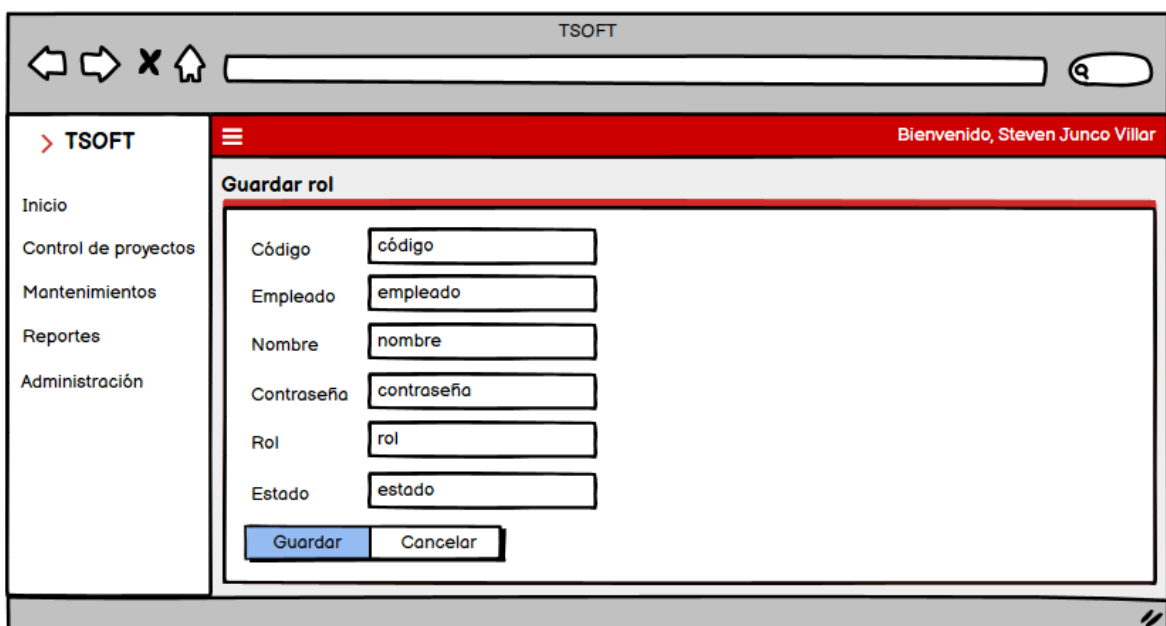 TSOFT
> TSOFT
Bienvenido, Steven Junco Villar
Inicio
Control de proyectos
Mantenimientos
Reportes
Administración
Guardar rol
Código código
Empleado empleado
Nombre nombre
Contraseña contraseña
Rol rol
Estado estado
Guardar Cancelar